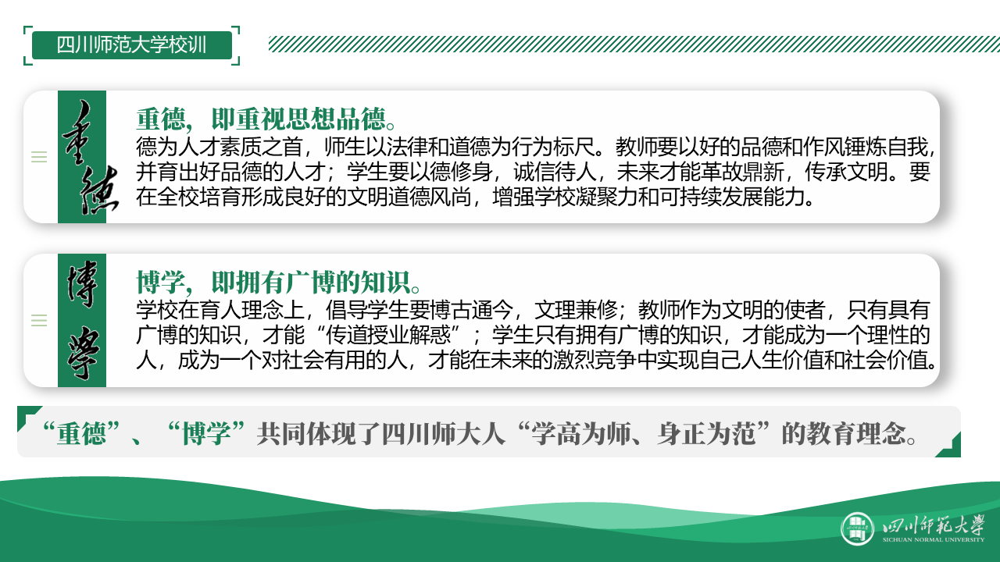 四川师范大学校训
重德
重德，即重视思想品德。
德为人才素质之首，师生以法律和道德为行为标尺。教师要以好的品德和作风锤炼自我，
并育出好品德的人才；学生要以德修身，诚信待人，未来才能革故鼎新，传承文明。要
在全校培育形成良好的文明道德风尚，增强学校凝聚力和可持续发展能力。
博學
博学，即拥有广博的知识。
学校在育人理念上，倡导学生要博古通今，文理兼修；教师作为文明的使者，只有具有
广博的知识，才能“传道授业解惑”；学生只有拥有广博的知识，才能成为一个理性的
人，成为一个对社会有用的人，才能在未来的激烈竞争中实现自己人生价值和社会价值。
“重德”、“博学”共同体现了四川师大人“学高为师、身正为范”的教育理念。
四川师范大学
SICHUAN NORMAL UNIVERSITY